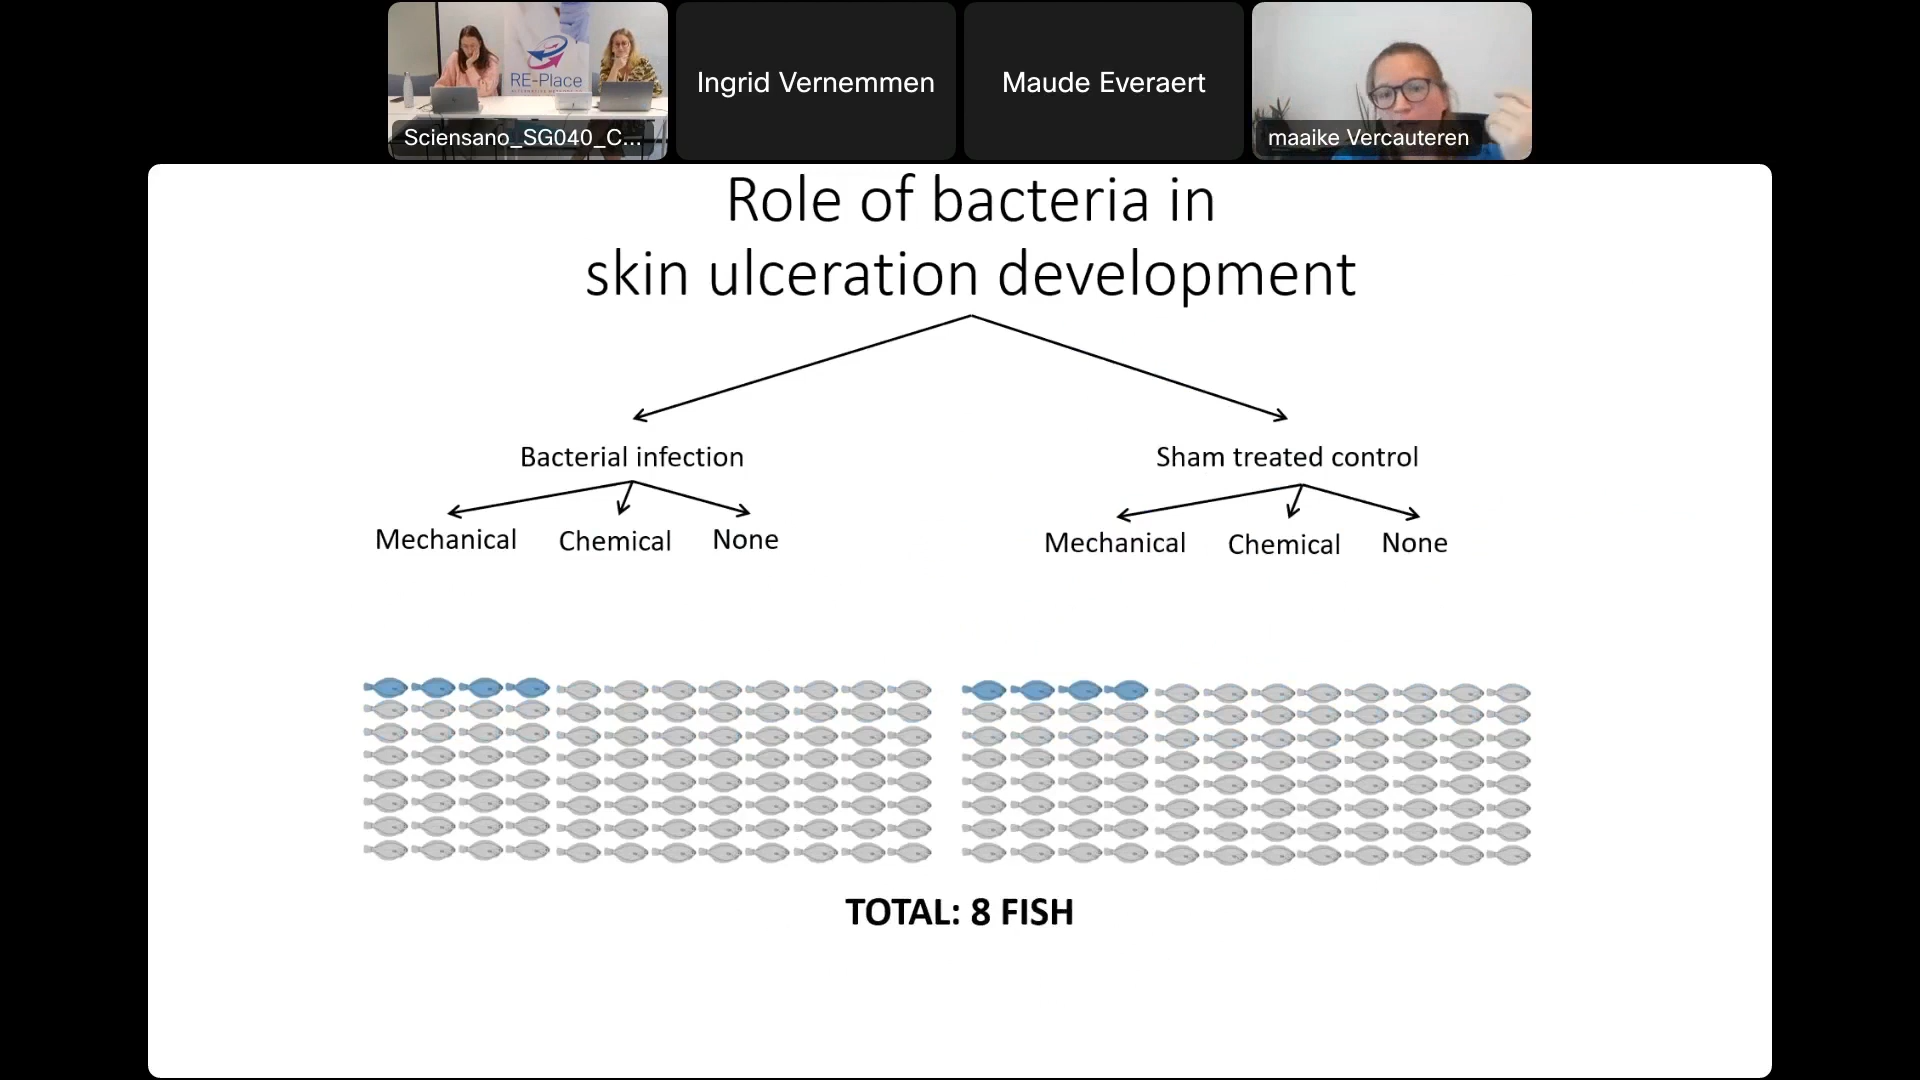 RE-Place
Sciensano_SG040_C...
Ingrid Vernemmen
Maude Everaert
maaike Vercauteren
Role of bacteria in
skin ulceration development
Bacterial infection
Sham treated control
Mechanical
Chemical
None
Mechanical
Chemical
None
TOTAL: 8 FISH